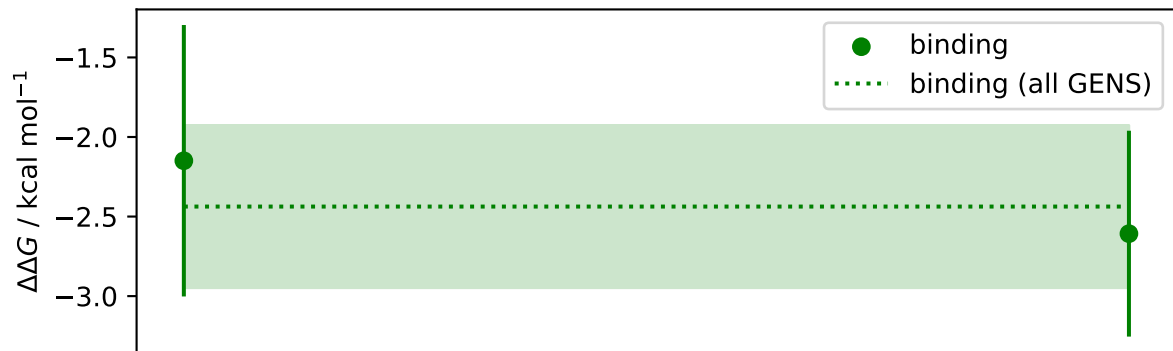 binding
binding (all GENS)
ΔΔG / kcal mol⁻¹
−1.5
−2.0
−2.5
−3.0